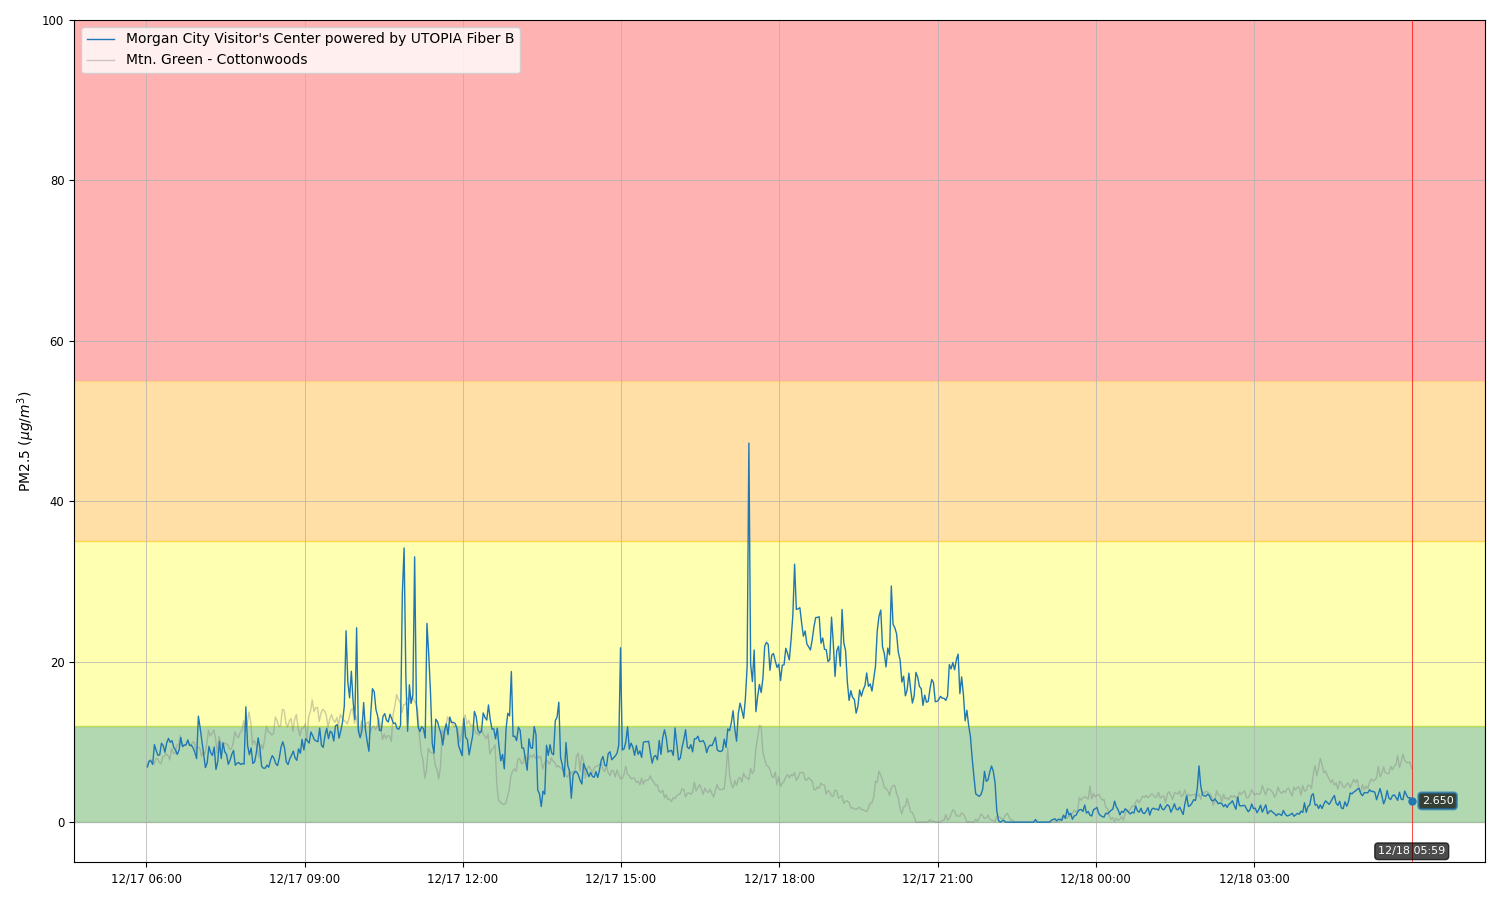 100
Morgan City Visitor's Center powered by UTOPIA Fiber B
Mtn. Green - Cottonwoods
80
60
PM2.5 (μg/m³)
40
20
0
2.650
12/18 05:59
12/17 06:00 12/17 09:00 12/17 12:00 12/17 15:00 12/17 18:00 12/17 21:00 12/18 00:00 12/18 03:00